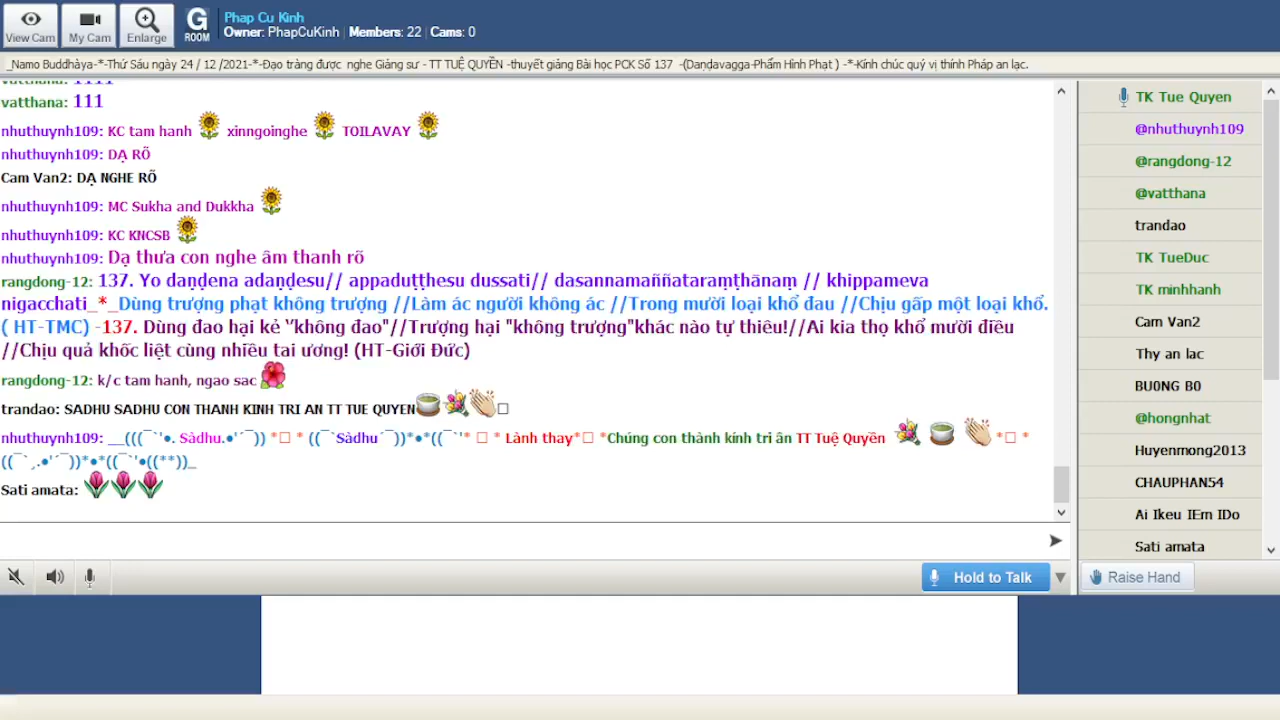 View Cam
My Cam
Enlarge
G
ROOM
Phap Cu Kinh
Owner: PhapCuKinh | Members: 22 | Cams: 0
_Namo Buddhàya-*-Thứ Sáu ngày 24 / 12 /2021-*-Đạo tràng được nghe Giảng sư - TT TUỆ QUYỀN -thuyết giảng Bài học PCK Số 137 -(Daṇḍavagga-Phẩm Hình Phạt ) -*-Kính chúc quý vị thính Pháp an lạc.
vatthana: 1111
vatthana: 111
nhuthuynh109: KC tam hanh 🌻 xinngoinghe 🌻 TOILAVAY 🌻
nhuthuynh109: DẠ RÕ
Cam Van2: DẠ NGHE RÕ
nhuthuynh109: MC Sukha and Dukkha 🌻
nhuthuynh109: KC KNCSB 🌻
nhuthuynh109: Dạ thưa con nghe âm thanh rõ
rangdong-12: 137. Yo daṇḍena adaṇḍesu// appaduṭṭhesu dussati// dasannamaññataraṃṭhānaṃ // khippameva
nigacchati_*_Dùng trượng phạt không trượng //Làm ác người không ác //Trong mười loại khổ đau //Chịu gấp một loại khổ.
( HT-TMC) -137. Dùng đao hại kẻ '"không đao"//Trượng hại "không trượng"khác nào tự thiêu!//Ai kia thọ khổ mười điều
//Chịu quả khốc liệt cùng nhiều tai ương! (HT-Giới Đức)
rangdong-12: k/c tam hanh, ngao sac 🌺
trandao: SADHU SADHU CON THANH KINH TRI AN TT TUE QUYEN🍵💐👏□
nhuthuynh109: __(((¯`'•. Sàdhu.•'´¯)) *□ * ((¯`Sàdhu´¯))*•*((¯`'* □ * Lành thay*□ *Chúng con thành kính tri ân TT Tuệ Quyền 💐 🍵 👏 *□ *
((¯`¸.•'´¯))*•*((¯`'•((**))_
Sati amata: 🌷🌷🌷
Hold to Talk
TK Tue Quyen
@nhuthuynh109
@rangdong-12
@vatthana
trandao
TK TueDuc
TK minhhanh
Cam Van2
Thy an lac
BU0NG B0
@hongnhat
Huyenmong2013
CHAUPHAN54
Ai Ikeu IEm IDo
Sati amata
Raise Hand